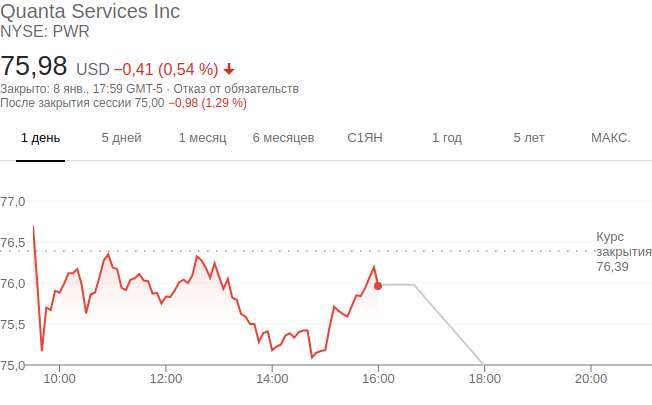 Quanta Services Inc
NYSE: PWR
75,98 USD −0,41 (0,54 %)
Закрыто: 8 янв., 17:59 GMT-5 · Отказ от обязательств
После закрытия сессии 75,00 −0,98 (1,29 %)
1 день 5 дней 1 месяц 6 месяцев С1ЯН 1 год 5 лет МАКС.
77,0
76,5
Курс
закрытия
76,39
76,0
75,5
75,0
10:00 12:00 14:00 16:00 18:00 20:00